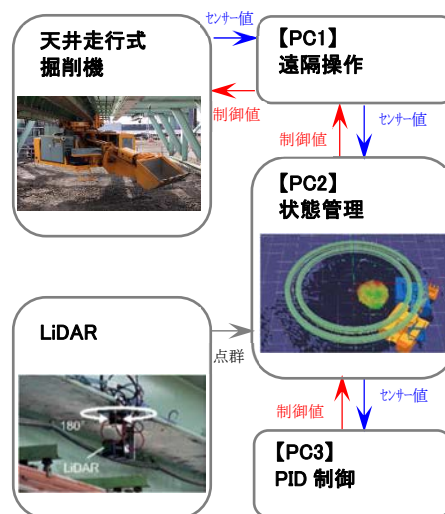 天井走行式
掘削機
センサー値
制御値
【PC1】
遠隔操作
制御値
センサー値
【PC2】
状態管理
LiDAR
180°
LiDAR
点群
制御値
センサー値
【PC3】
PID 制御